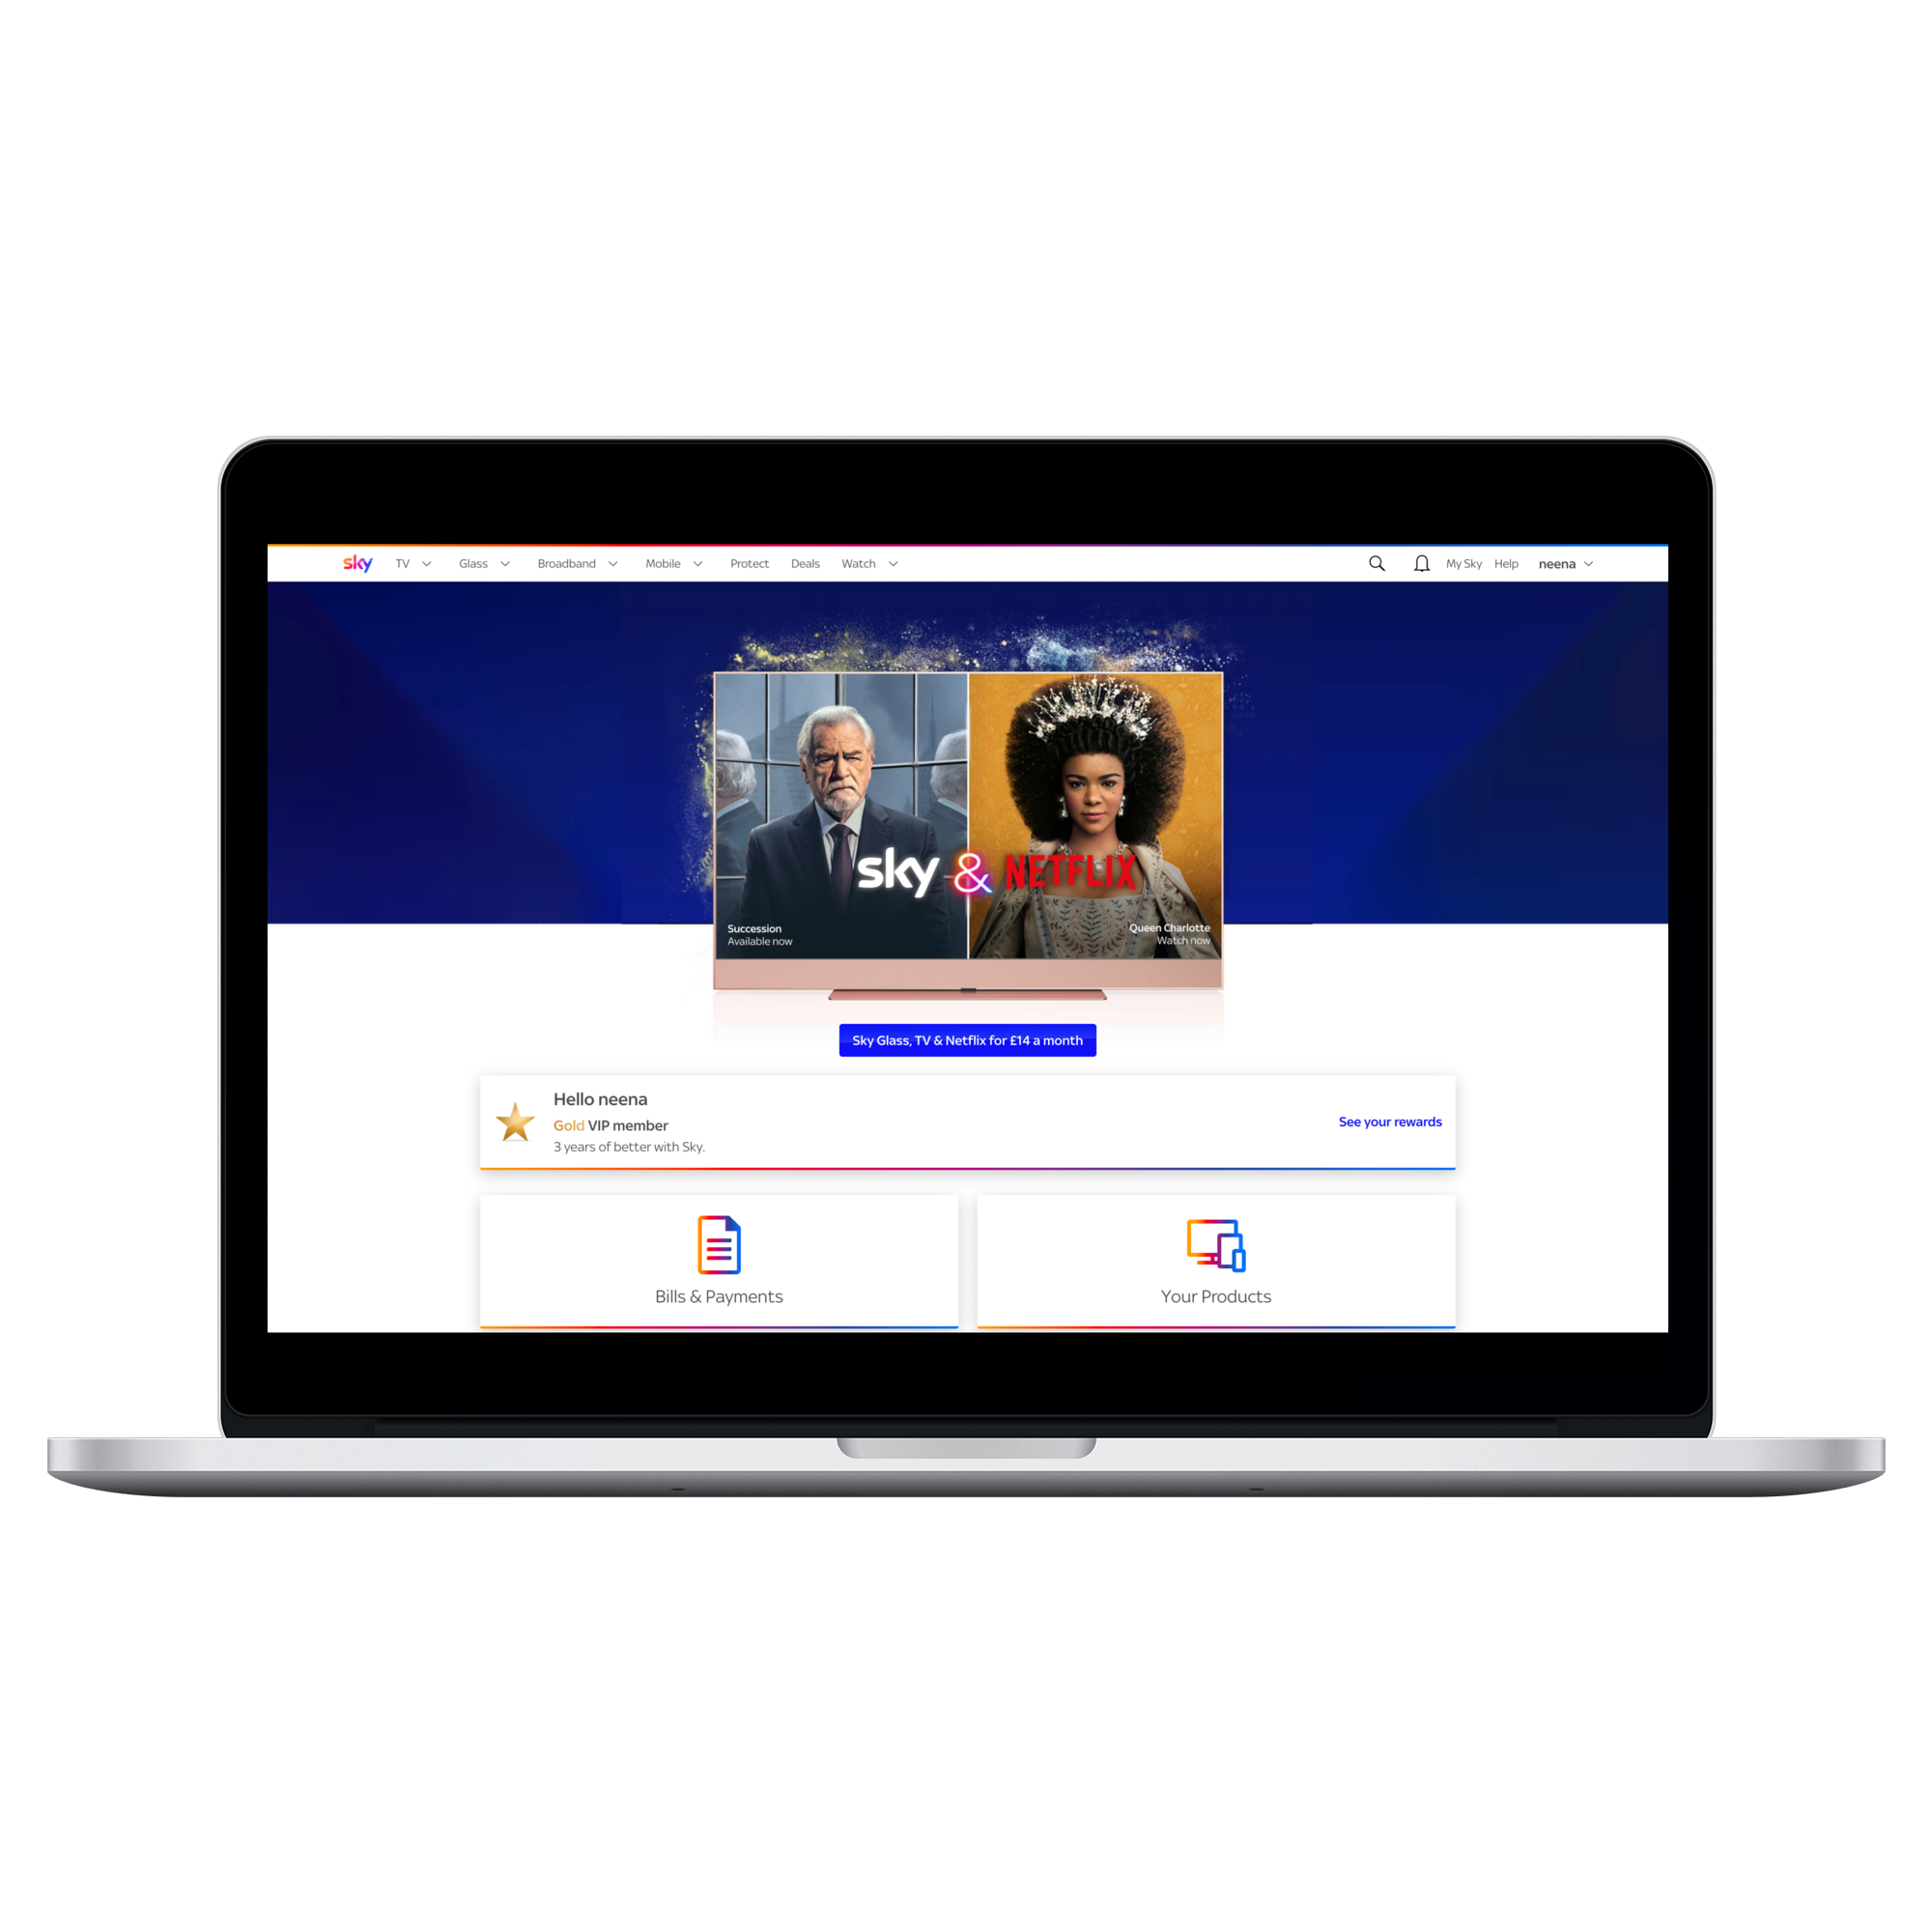 sky TV Glass Broadband Mobile Protect Deals Watch My Sky Help neena
sky & NETFLIX
Succession
Available now
Queen Charlotte
Watch now
Sky Glass, TV & Netflix for £14 a month
Hello neena
Gold VIP member
3 years of better with Sky.
See your rewards
Bills & Payments
Your Products